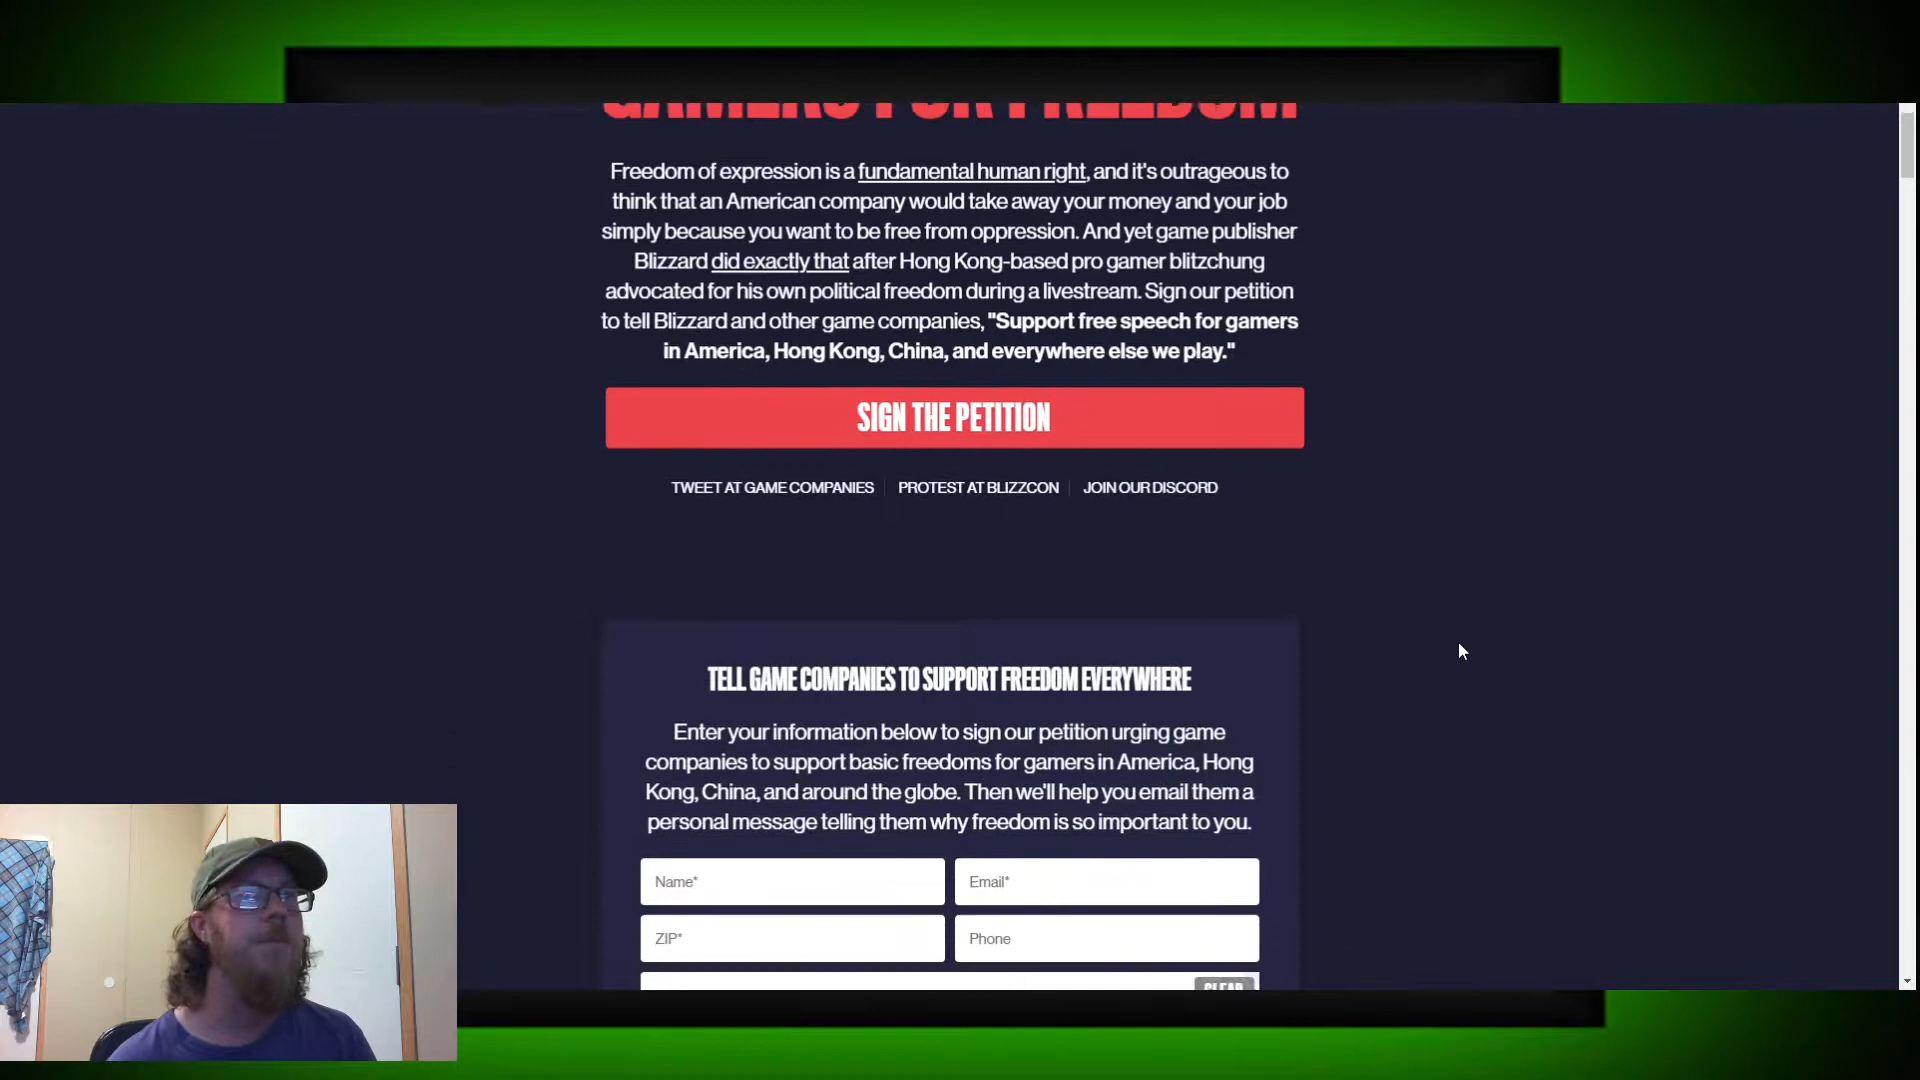 GAMERS FOR FREEDOM
Freedom of expression is a fundamental human right, and it's outrageous to
think that an American company would take away your money and your job
simply because you want to be free from oppression. And yet game publisher
Blizzard did exactly that after Hong Kong-based pro gamer blitzchung
advocated for his own political freedom during a livestream. Sign our petition
to tell Blizzard and other game companies, "Support free speech for gamers
in America, Hong Kong, China, and everywhere else we play."
SIGN THE PETITION
TWEET AT GAME COMPANIES PROTEST AT BLIZZCON JOIN OUR DISCORD
TELL GAME COMPANIES TO SUPPORT FREEDOM EVERYWHERE
Enter your information below to sign our petition urging game
companies to support basic freedoms for gamers in America, Hong
Kong, China, and around the globe. Then we'll help you email them a
personal message telling them why freedom is so important to you.
Name* Email*
ZIP* Phone
CLEAR